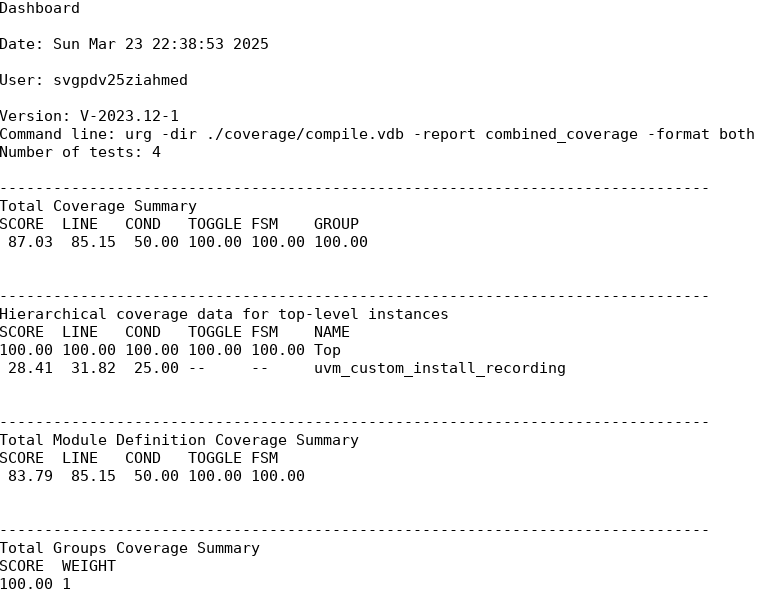 Dashboard
Date: Sun Mar 23 22:38:53 2025
User: svgpdv25ziahmed
Version: V-2023.12-1
Command line: urg -dir ./coverage/compile.vdb -report combined_coverage -format both
Number of tests: 4
-------------------------------------------------------------------------------
Total Coverage Summary
SCORE  LINE   COND   TOGGLE FSM    GROUP
 87.03  85.15  50.00 100.00 100.00 100.00
-------------------------------------------------------------------------------
Hierarchical coverage data for top-level instances
SCORE  LINE   COND   TOGGLE FSM    NAME
100.00 100.00 100.00 100.00 100.00 Top
 28.41  31.82  25.00 --     --     uvm_custom_install_recording
-------------------------------------------------------------------------------
Total Module Definition Coverage Summary
SCORE  LINE   COND   TOGGLE FSM
 83.79  85.15  50.00 100.00 100.00
-------------------------------------------------------------------------------
Total Groups Coverage Summary
SCORE  WEIGHT
100.00 1